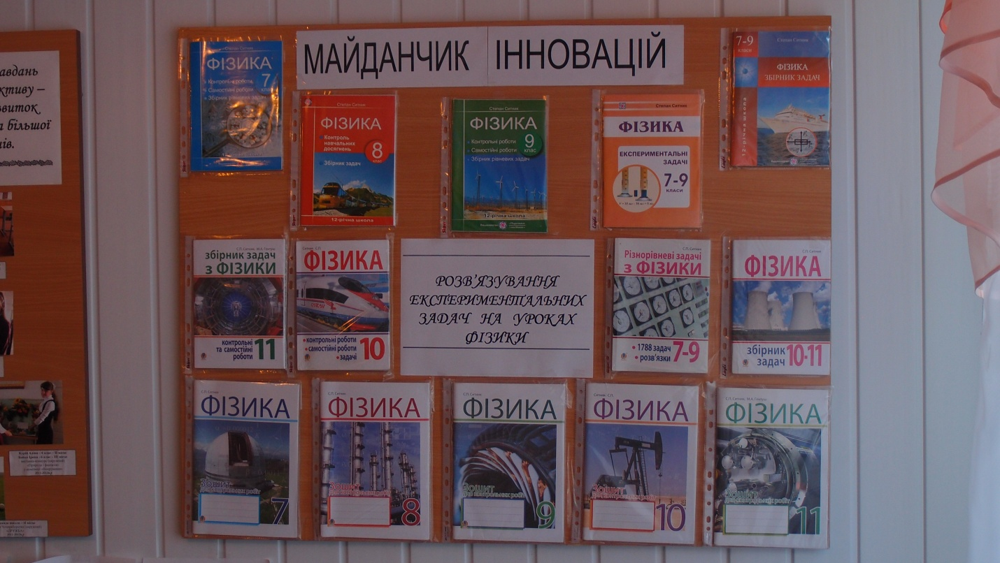 авдань
ктиву –
виток
а більшої
ів.
МАЙДАНЧИК ІННОВАЦІЙ
Степан Ситник
ФІЗИКА
7
клас
Контрольні роботи
Самостійні роботи
Збірник рівневих задач
Степан Ситник
ФІЗИКА
Контроль
навчальних
досягнень
8
клас
Збірник задач
12-річна школа
Степан Ситник
ФІЗИКА
Контрольні роботи
9
клас
Самостійні роботи
Збірник рівневих задач
12-річна школа
Степан Ситник
ФІЗИКА
ЕКСПЕРИМЕНТАЛЬНІ
ЗАДАЧІ
7-9
КЛАСИ
7-9
класи
Степан Ситник
ФІЗИКА
ЗБІРНИК ЗАДАЧ
12-річна школа
збірник задач
з ФІЗИКИ
контрольні
та самостійні
роботи
11
Ситник С.П.
ФІЗИКА
• контрольні роботи
• самостійні роботи
• задачі
10
РОЗВ'ЯЗУВАННЯ
ЕКСПЕРИМЕНТАЛЬНИХ
ЗАДАЧ НА УРОКАХ
ФІЗИКИ
С.П. Ситник
Різнорівневі задачі
з ФІЗИКИ
• 1788 задач
• розв'язки
7-9
С.П. Ситник
ФІЗИКА
збірник
задач
10-11
С.П. Ситник
ФІЗИКА
Зошит
для контрольних робіт
7
С.П. Ситник
ФІЗИКА
Зошит
для контрольних робіт
8
С.П. Ситник
ФІЗИКА
Зошит
для контрольних робіт
9
Ситник С.П.
ФІЗИКА
Зошит
для контрольних робіт
10
ФІЗИКА
Зошит
для контрольних робіт
11